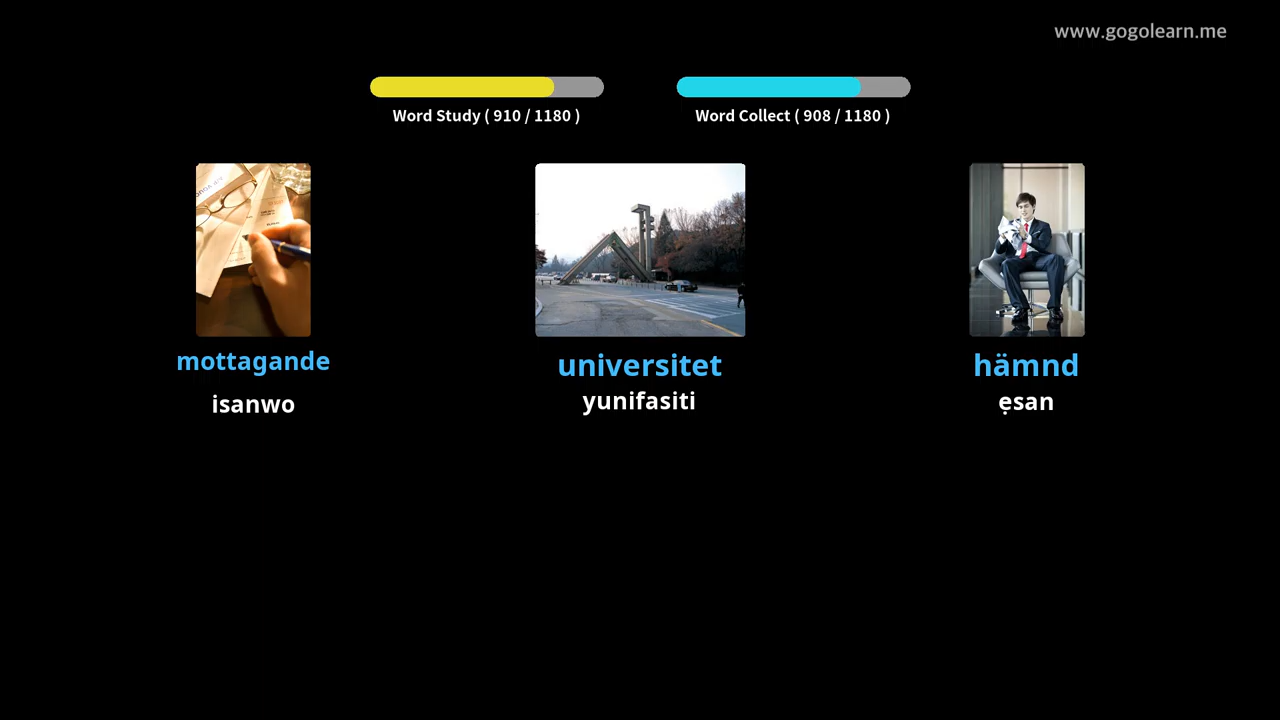 www.gogolearn.me
Word Study ( 910 / 1180 )
Word Collect ( 908 / 1180 )
mottagande
universitet
hämnd
isanwo
yunifasiti
ẹsan